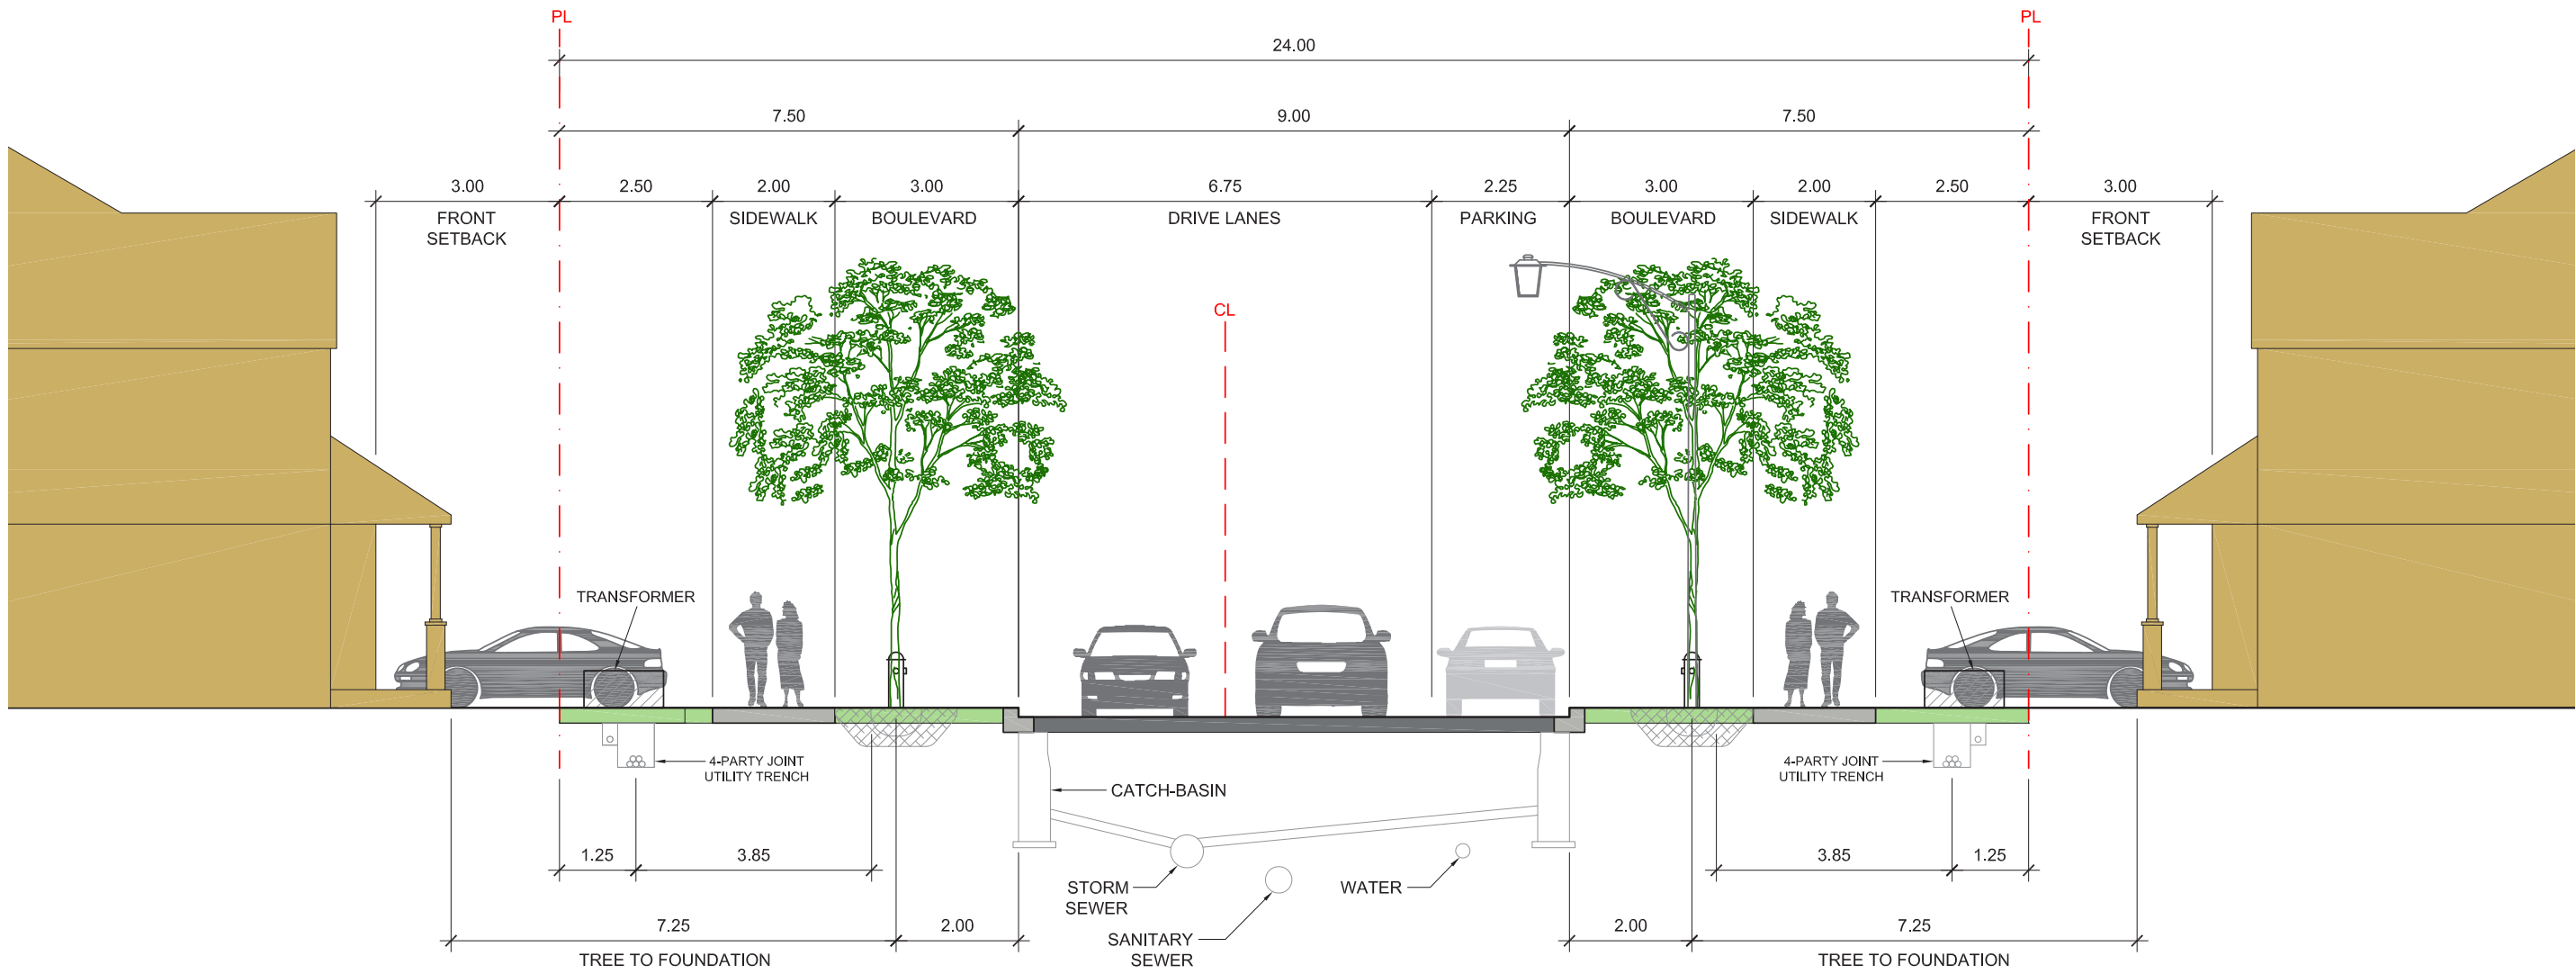 PL
PL
24.00
7.50
9.00
7.50
3.00
2.50
2.00
3.00
6.75
2.25
3.00
2.00
2.50
3.00
FRONT
SETBACK
SIDEWALK
BOULEVARD
DRIVE LANES
PARKING
BOULEVARD
SIDEWALK
FRONT
SETBACK
CL
TRANSFORMER
TRANSFORMER
4-PARTY JOINT
UTILITY TRENCH
4-PARTY JOINT
UTILITY TRENCH
CATCH-BASIN
1.25
3.85
3.85
1.25
STORM
SEWER
WATER
7.25
2.00
SANITARY
SEWER
2.00
7.25
TREE TO FOUNDATION
TREE TO FOUNDATION